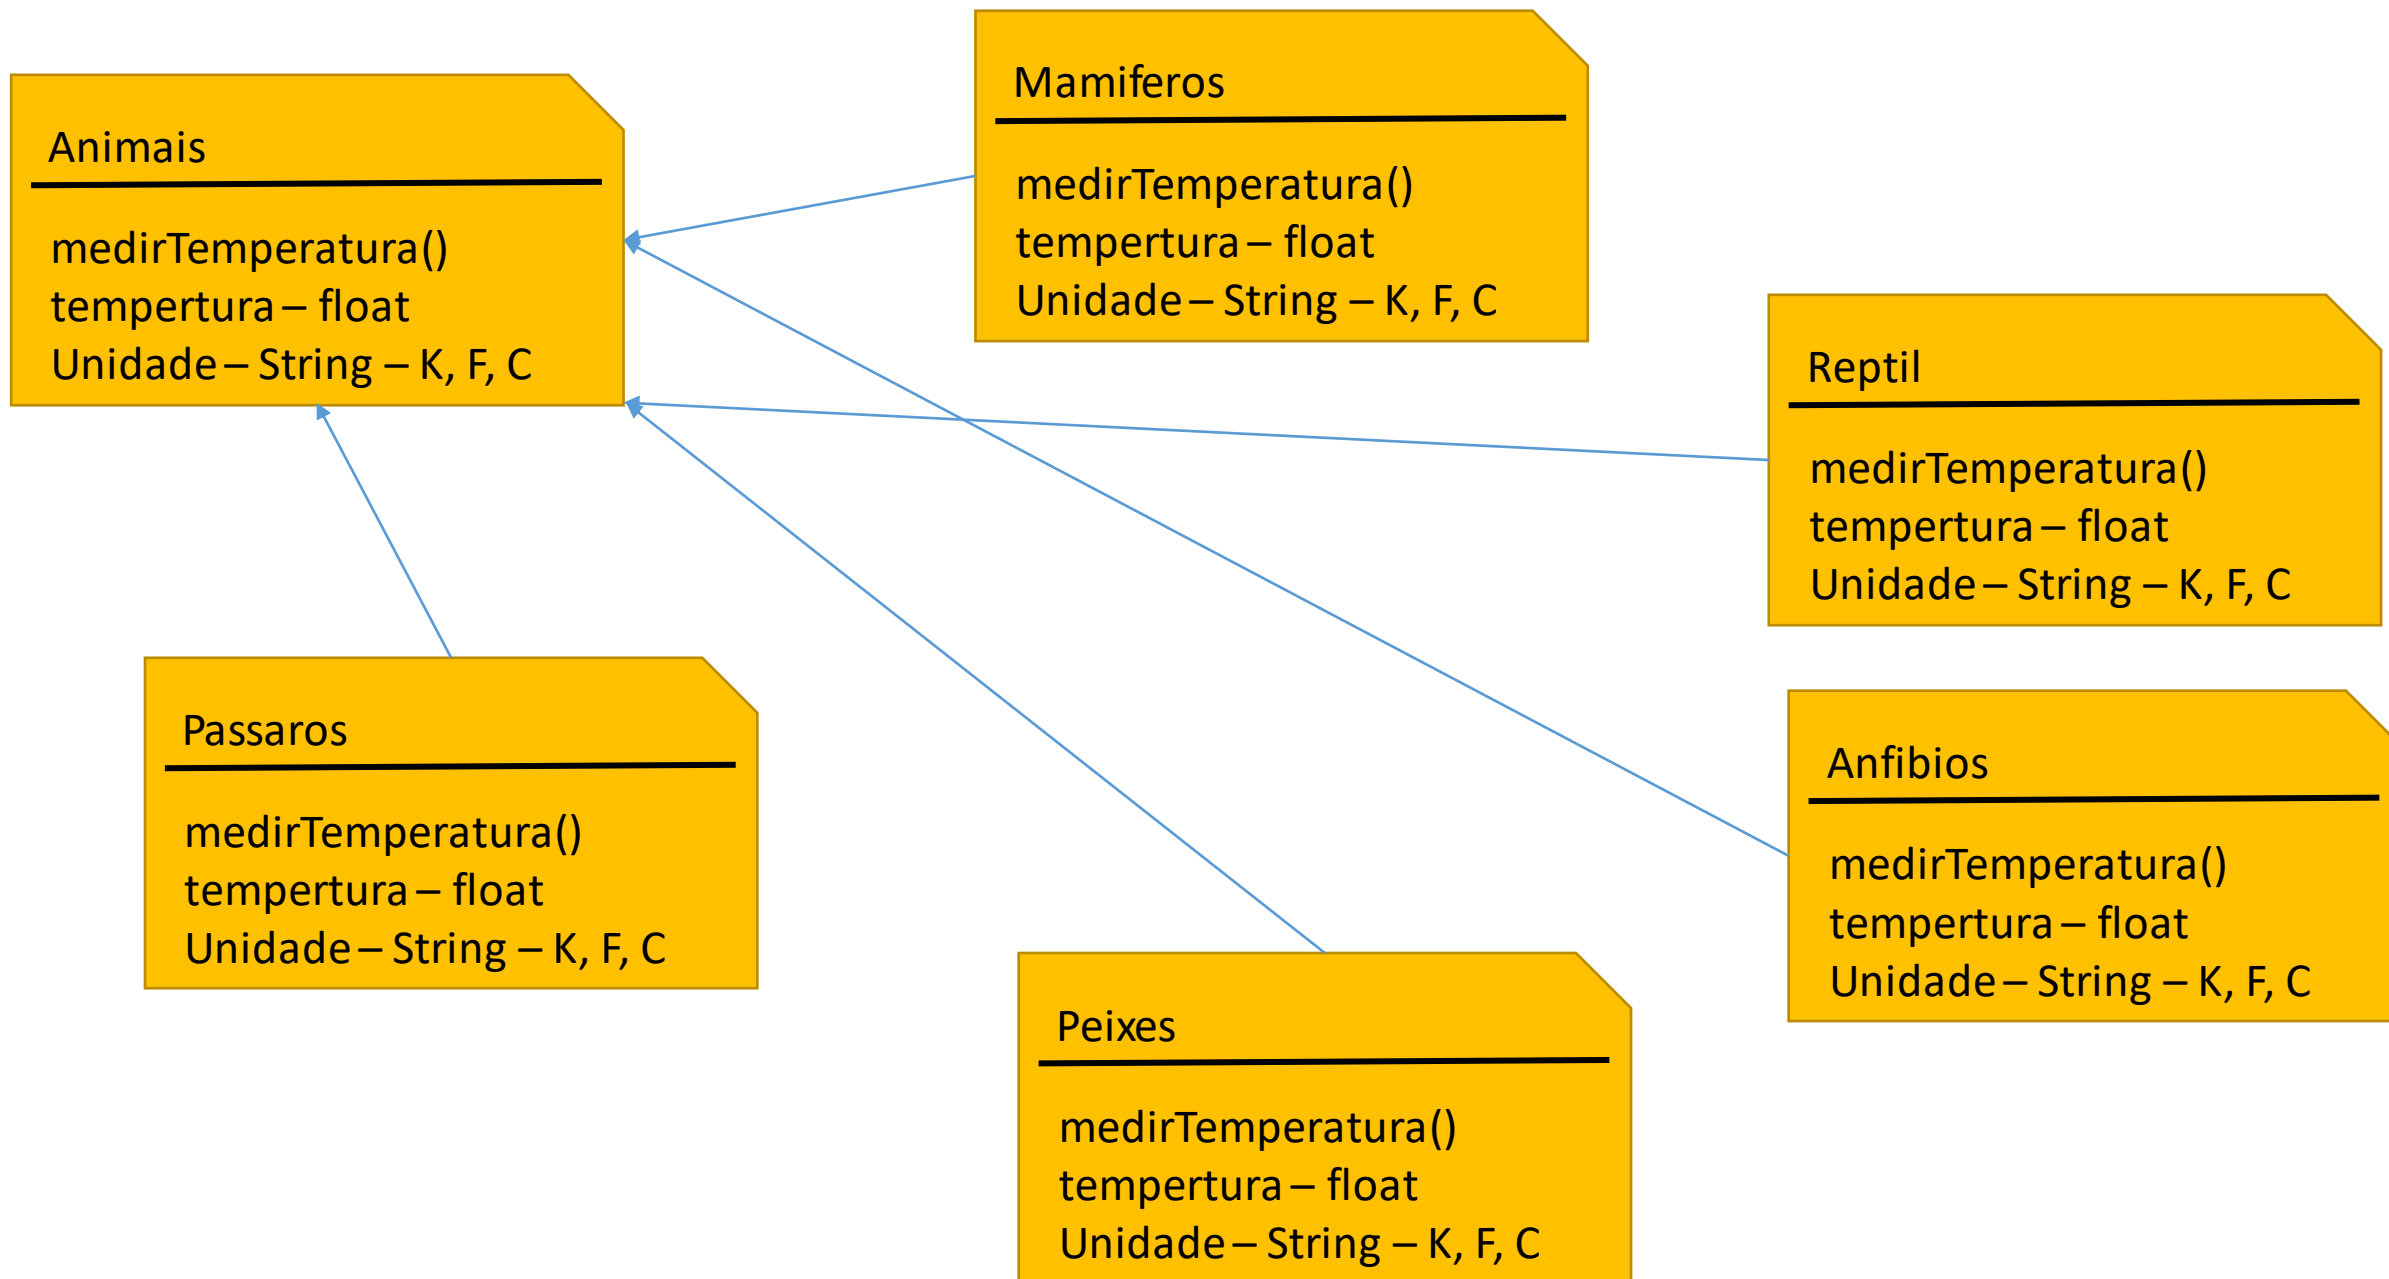 Animais
medirTemperatura()
tempertura – float
Unidade – String – K, F, C
Mamiferos
medirTemperatura()
tempertura – float
Unidade – String – K, F, C
Reptil
medirTemperatura()
tempertura – float
Unidade – String – K, F, C
Passaros
medirTemperatura()
tempertura – float
Unidade – String – K, F, C
Anfibios
medirTemperatura()
tempertura – float
Unidade – String – K, F, C
Peixes
medirTemperatura()
tempertura – float
Unidade – String – K, F, C